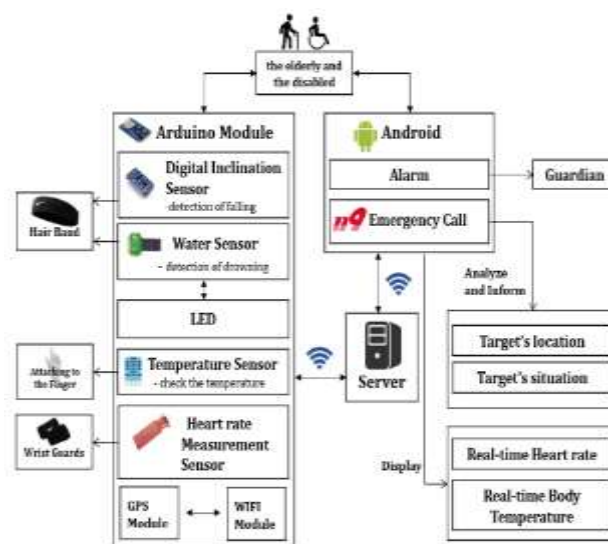 the elderly and
the disabled
Arduino Module
Digital Inclination
Sensor
-detection of falling
Hair Band
Water Sensor
- detection of drowning
LED
Temperature Sensor
- check the temperature
Attaching to
the Finger
Heart rate
Measurement
Sensor
Wrist Guards
GPS
Module
WIFI
Module
Android
Alarm
Guardian
119 Emergency Call
Analyze
and Inform
Server
Target's location
Target's situation
Display
Real-time Heart rate
Real-time Body
Temperature